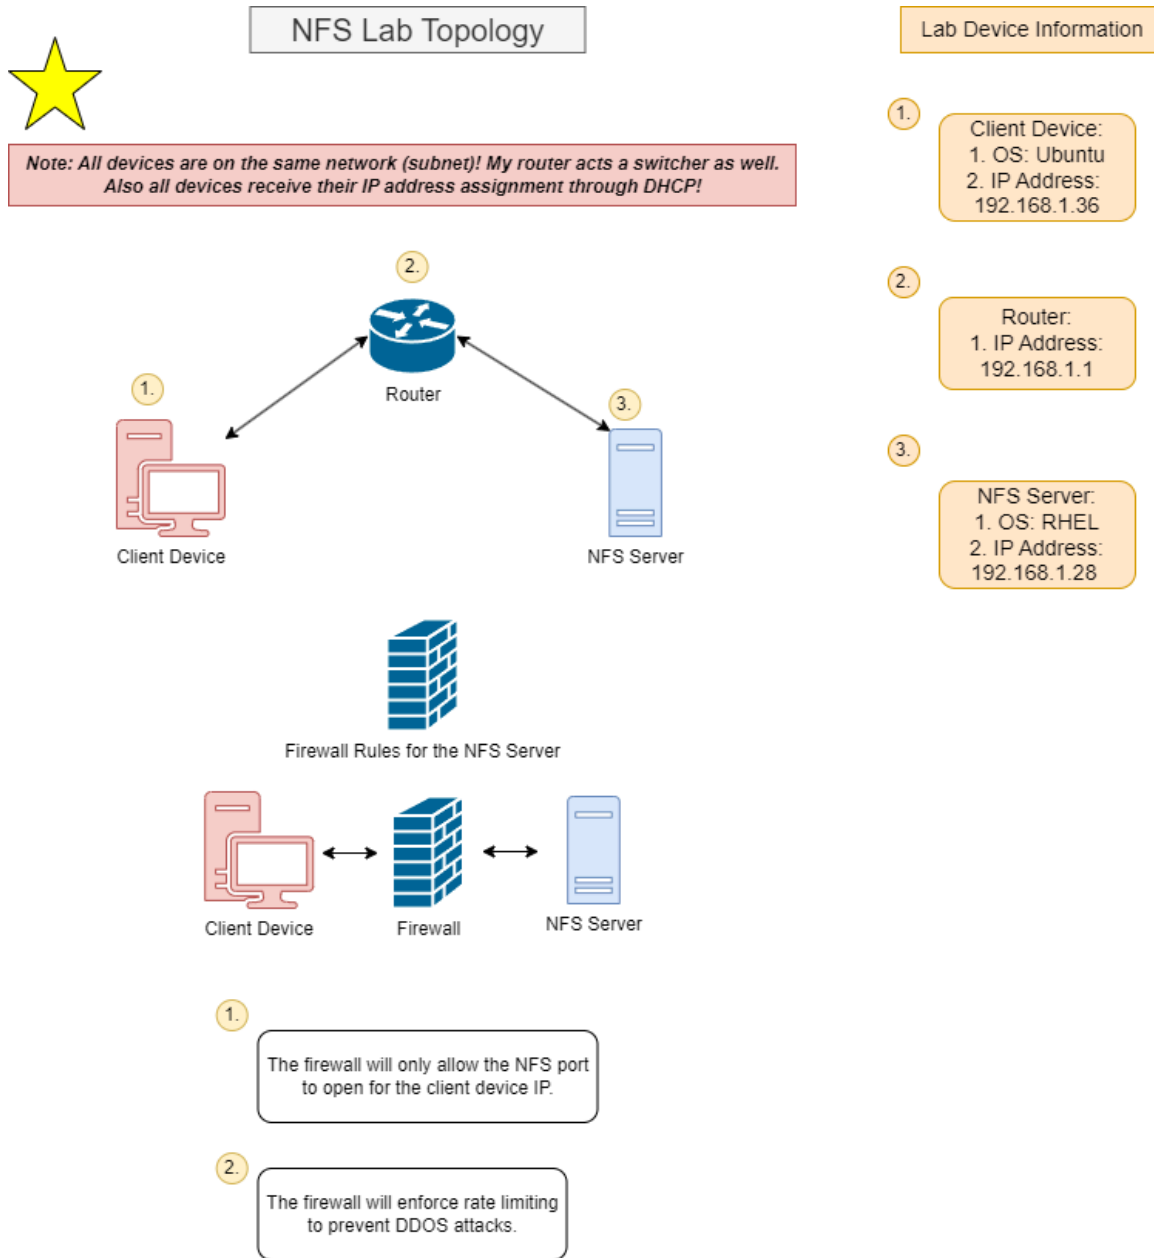 NFS Lab Topology
Lab Device Information
Note: All devices are on the same network (subnet)! My router acts a switcher as well.
Also all devices receive their IP address assignment through DHCP!
1.
Client Device:
1. OS: Ubuntu
2. IP Address:
192.168.1.36
2.
Router:
1. IP Address:
192.168.1.1
3.
NFS Server:
1. OS: RHEL
2. IP Address:
192.168.1.28
2.
Router
1.
Client Device
3.
NFS Server
Firewall Rules for the NFS Server
Client Device
Firewall
NFS Server
1.
The firewall will only allow the NFS port
to open for the client device IP.
2.
The firewall will enforce rate limiting
to prevent DDOS attacks.